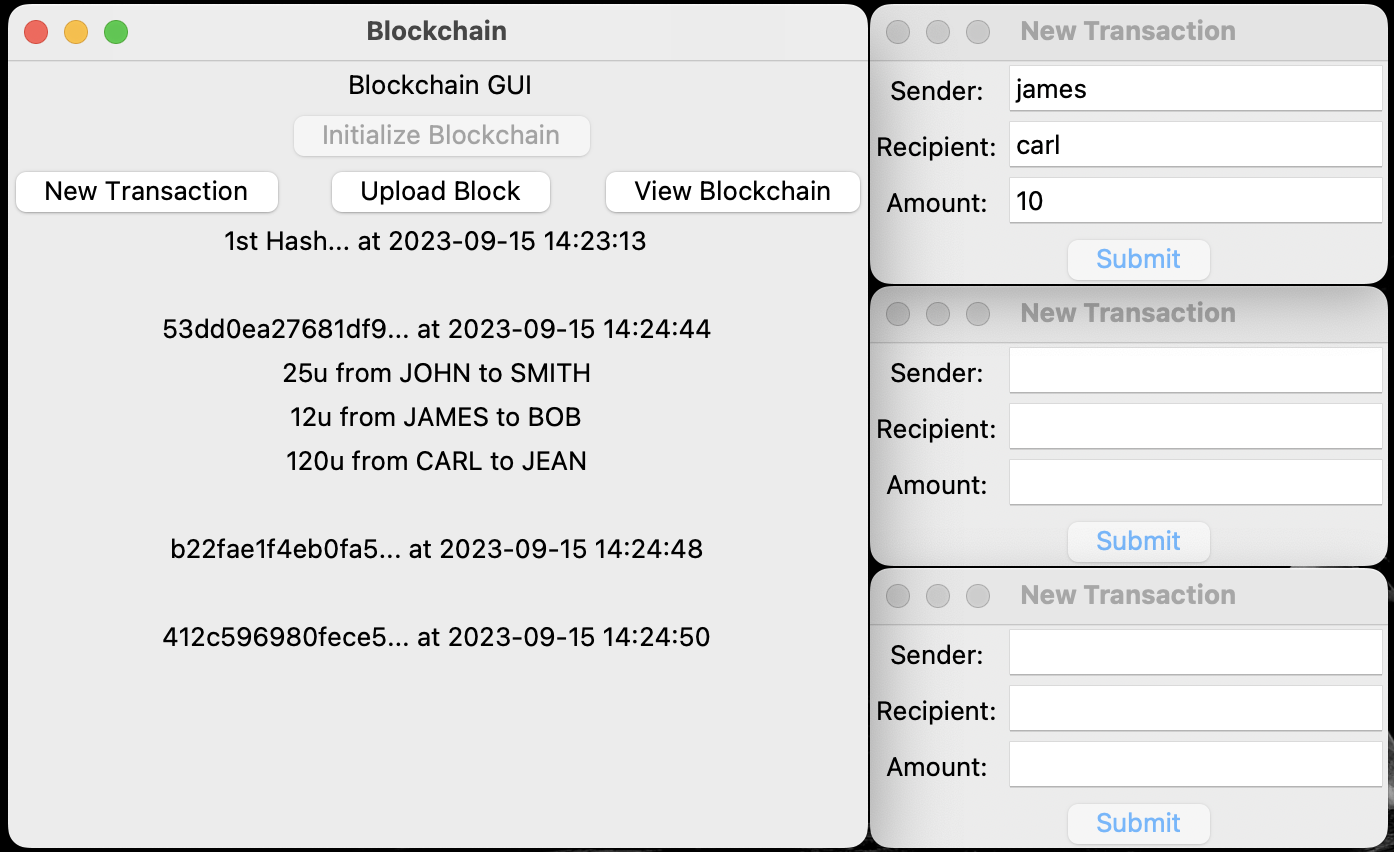 Blockchain
Blockchain GUI
Initialize Blockchain
New Transaction Upload Block View Blockchain
1st Hash... at 2023-09-15 14:23:13
53dd0ea27681df9... at 2023-09-15 14:24:44
25u from JOHN to SMITH
12u from JAMES to BOB
120u from CARL to JEAN
b22fae1f4eb0fa5... at 2023-09-15 14:24:48
412c596980fece5... at 2023-09-15 14:24:50
New Transaction
Sender: james
Recipient: carl
Amount: 10
Submit
New Transaction
Sender:
Recipient:
Amount:
Submit
New Transaction
Sender:
Recipient:
Amount:
Submit